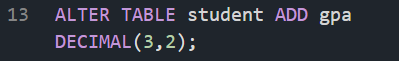 13 ALTER TABLE student ADD gpa
DECIMAL(3,2);